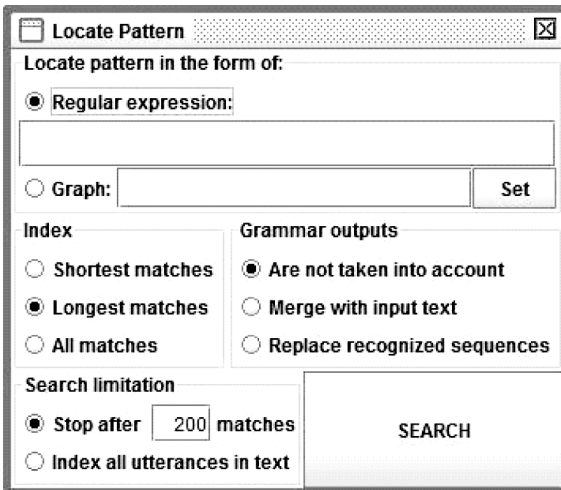 Locate Pattern
Locate pattern in the form of:
Regular expression:
Graph:
Set
Index
Shortest matches
Longest matches
All matches
Grammar outputs
Are not taken into account
Merge with input text
Replace recognized sequences
Search limitation
Stop after 200 matches
Index all utterances in text
SEARCH